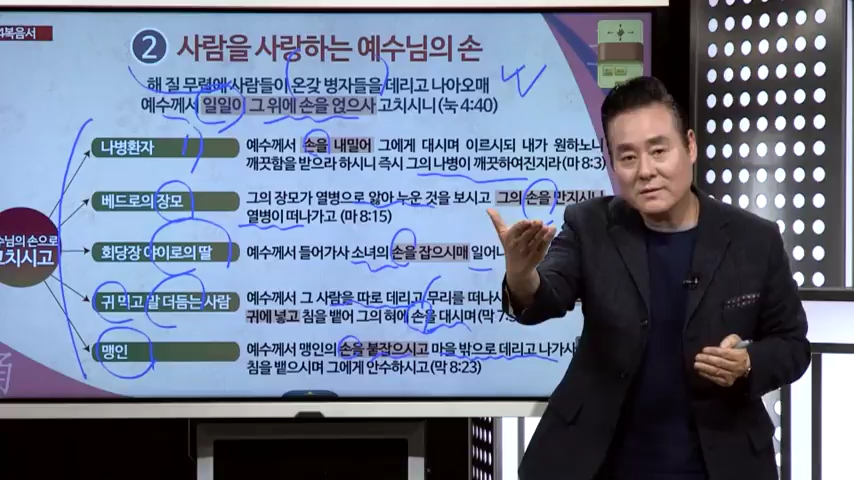 4복음서
2 사람을 사랑하는 예수님의 손
해 질 무렵에 사람들이 온갖 병자들을 데리고 나아오매
예수께서 일일이 그 위에 손을 얹으사 고치시니 (눅 4:40)
나병환자
예수께서 손을 내밀어 그에게 대시며 이르시되 내가 원하노니
깨끗함을 받으라 하시니 즉시 그의 나병이 깨끗하여진지라 (마 8:3)
베드로의 장모
그의 장모가 열병으로 앓아 누운 것을 보시고 그의 손을 만지시니
열병이 떠나가고 (마 8:15)
수님의 손으로
고치시고
회당장 야이로의 딸
예수께서 들어가사 소녀의 손을 잡으시매 일어나
귀 먹고 말 더듬는 사람
예수께서 그 사람을 따로 데리고 무리를 떠나사
귀에 넣고 침을 뱉어 그의 혀에 손을 대시며 (막 7:3
맹인
예수께서 맹인의 손을 붙잡으시고 마을 밖으로 데리고 나가사
침을 뱉으시며 그에게 안수하시고 (막 8:23)